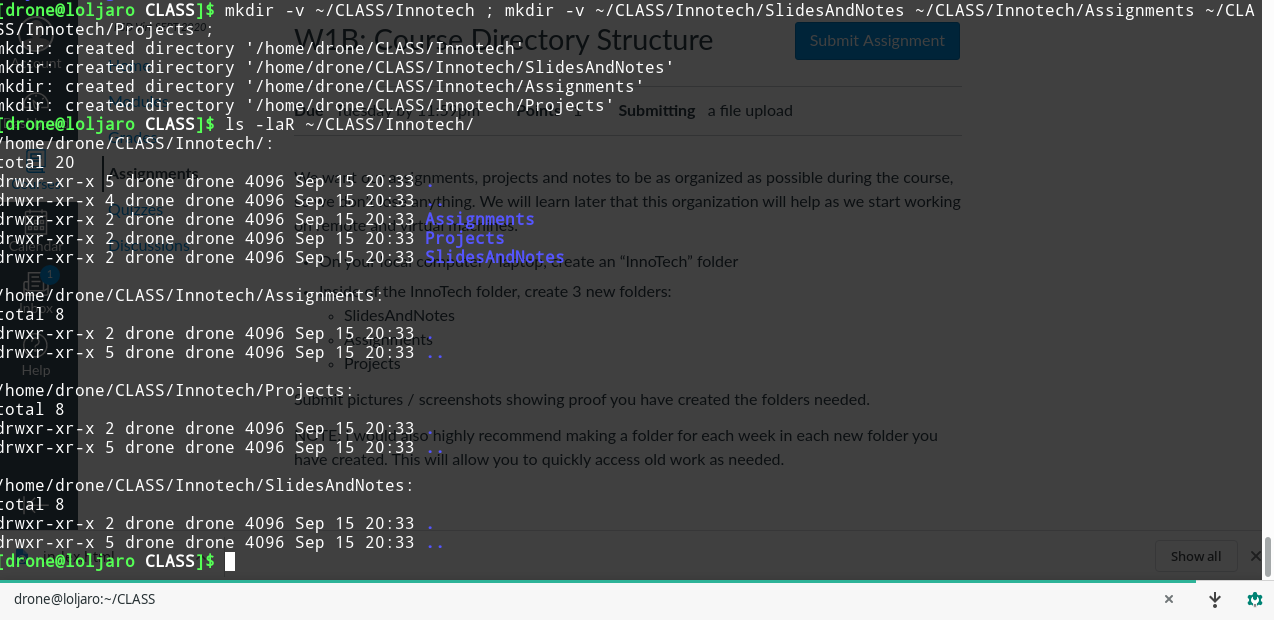 [drone@loljaro CLASS]$ mkdir -v ~/CLASS/Innotech ; mkdir -v ~/CLASS/Innotech/SlidesAndNotes ~/CLASS/Innotech/Assignments ~/CLA
SS/Innotech/Projects ;
mkdir: created directory '/home/drone/CLASS/Innotech'
mkdir: created directory '/home/drone/CLASS/Innotech/SlidesAndNotes'
mkdir: created directory '/home/drone/CLASS/Innotech/Assignments'
mkdir: created directory '/home/drone/CLASS/Innotech/Projects'
[drone@loljaro CLASS]$ ls -laR ~/CLASS/Innotech/
/home/drone/CLASS/Innotech/:
total 20
drwxr-xr-x 5 drone drone 4096 Sep 15 20:33 .
drwxr-xr-x 4 drone drone 4096 Sep 15 20:33 ..
drwxr-xr-x 2 drone drone 4096 Sep 15 20:33 Assignments
drwxr-xr-x 2 drone drone 4096 Sep 15 20:33 Projects
drwxr-xr-x 2 drone drone 4096 Sep 15 20:33 SlidesAndNotes
/home/drone/CLASS/Innotech/Assignments:
total 8
drwxr-xr-x 2 drone drone 4096 Sep 15 20:33 .
drwxr-xr-x 5 drone drone 4096 Sep 15 20:33 ..
/home/drone/CLASS/Innotech/Projects:
total 8
drwxr-xr-x 2 drone drone 4096 Sep 15 20:33 .
drwxr-xr-x 5 drone drone 4096 Sep 15 20:33 ..
/home/drone/CLASS/Innotech/SlidesAndNotes:
total 8
drwxr-xr-x 2 drone drone 4096 Sep 15 20:33 .
drwxr-xr-x 5 drone drone 4096 Sep 15 20:33 ..
[drone@loljaro CLASS]$
W1B: Course Directory Structure
Submit Assignment
Due Tuesday by 11:59pm Points 1 Submitting a file upload
Assignments
Quizzes
Discussions
Calendar
1
Inbox
Help
assignments, projects and notes to be as organized as possible during the course,
anything. We will learn later that this organization will help as we start working
on remote and virtual machines.
On your local computer / laptop, create an “InnoTech” folder
Inside of the InnoTech folder, create 3 new folders:
SlidesAndNotes
Assignments
Projects
Submit pictures / screenshots showing proof you have created the folders needed.
NOTE: I would also highly recommend making a folder for each week in each new folder you
have created. This will allow you to quickly access old work as needed.
Show all
drone@loljaro:~/CLASS